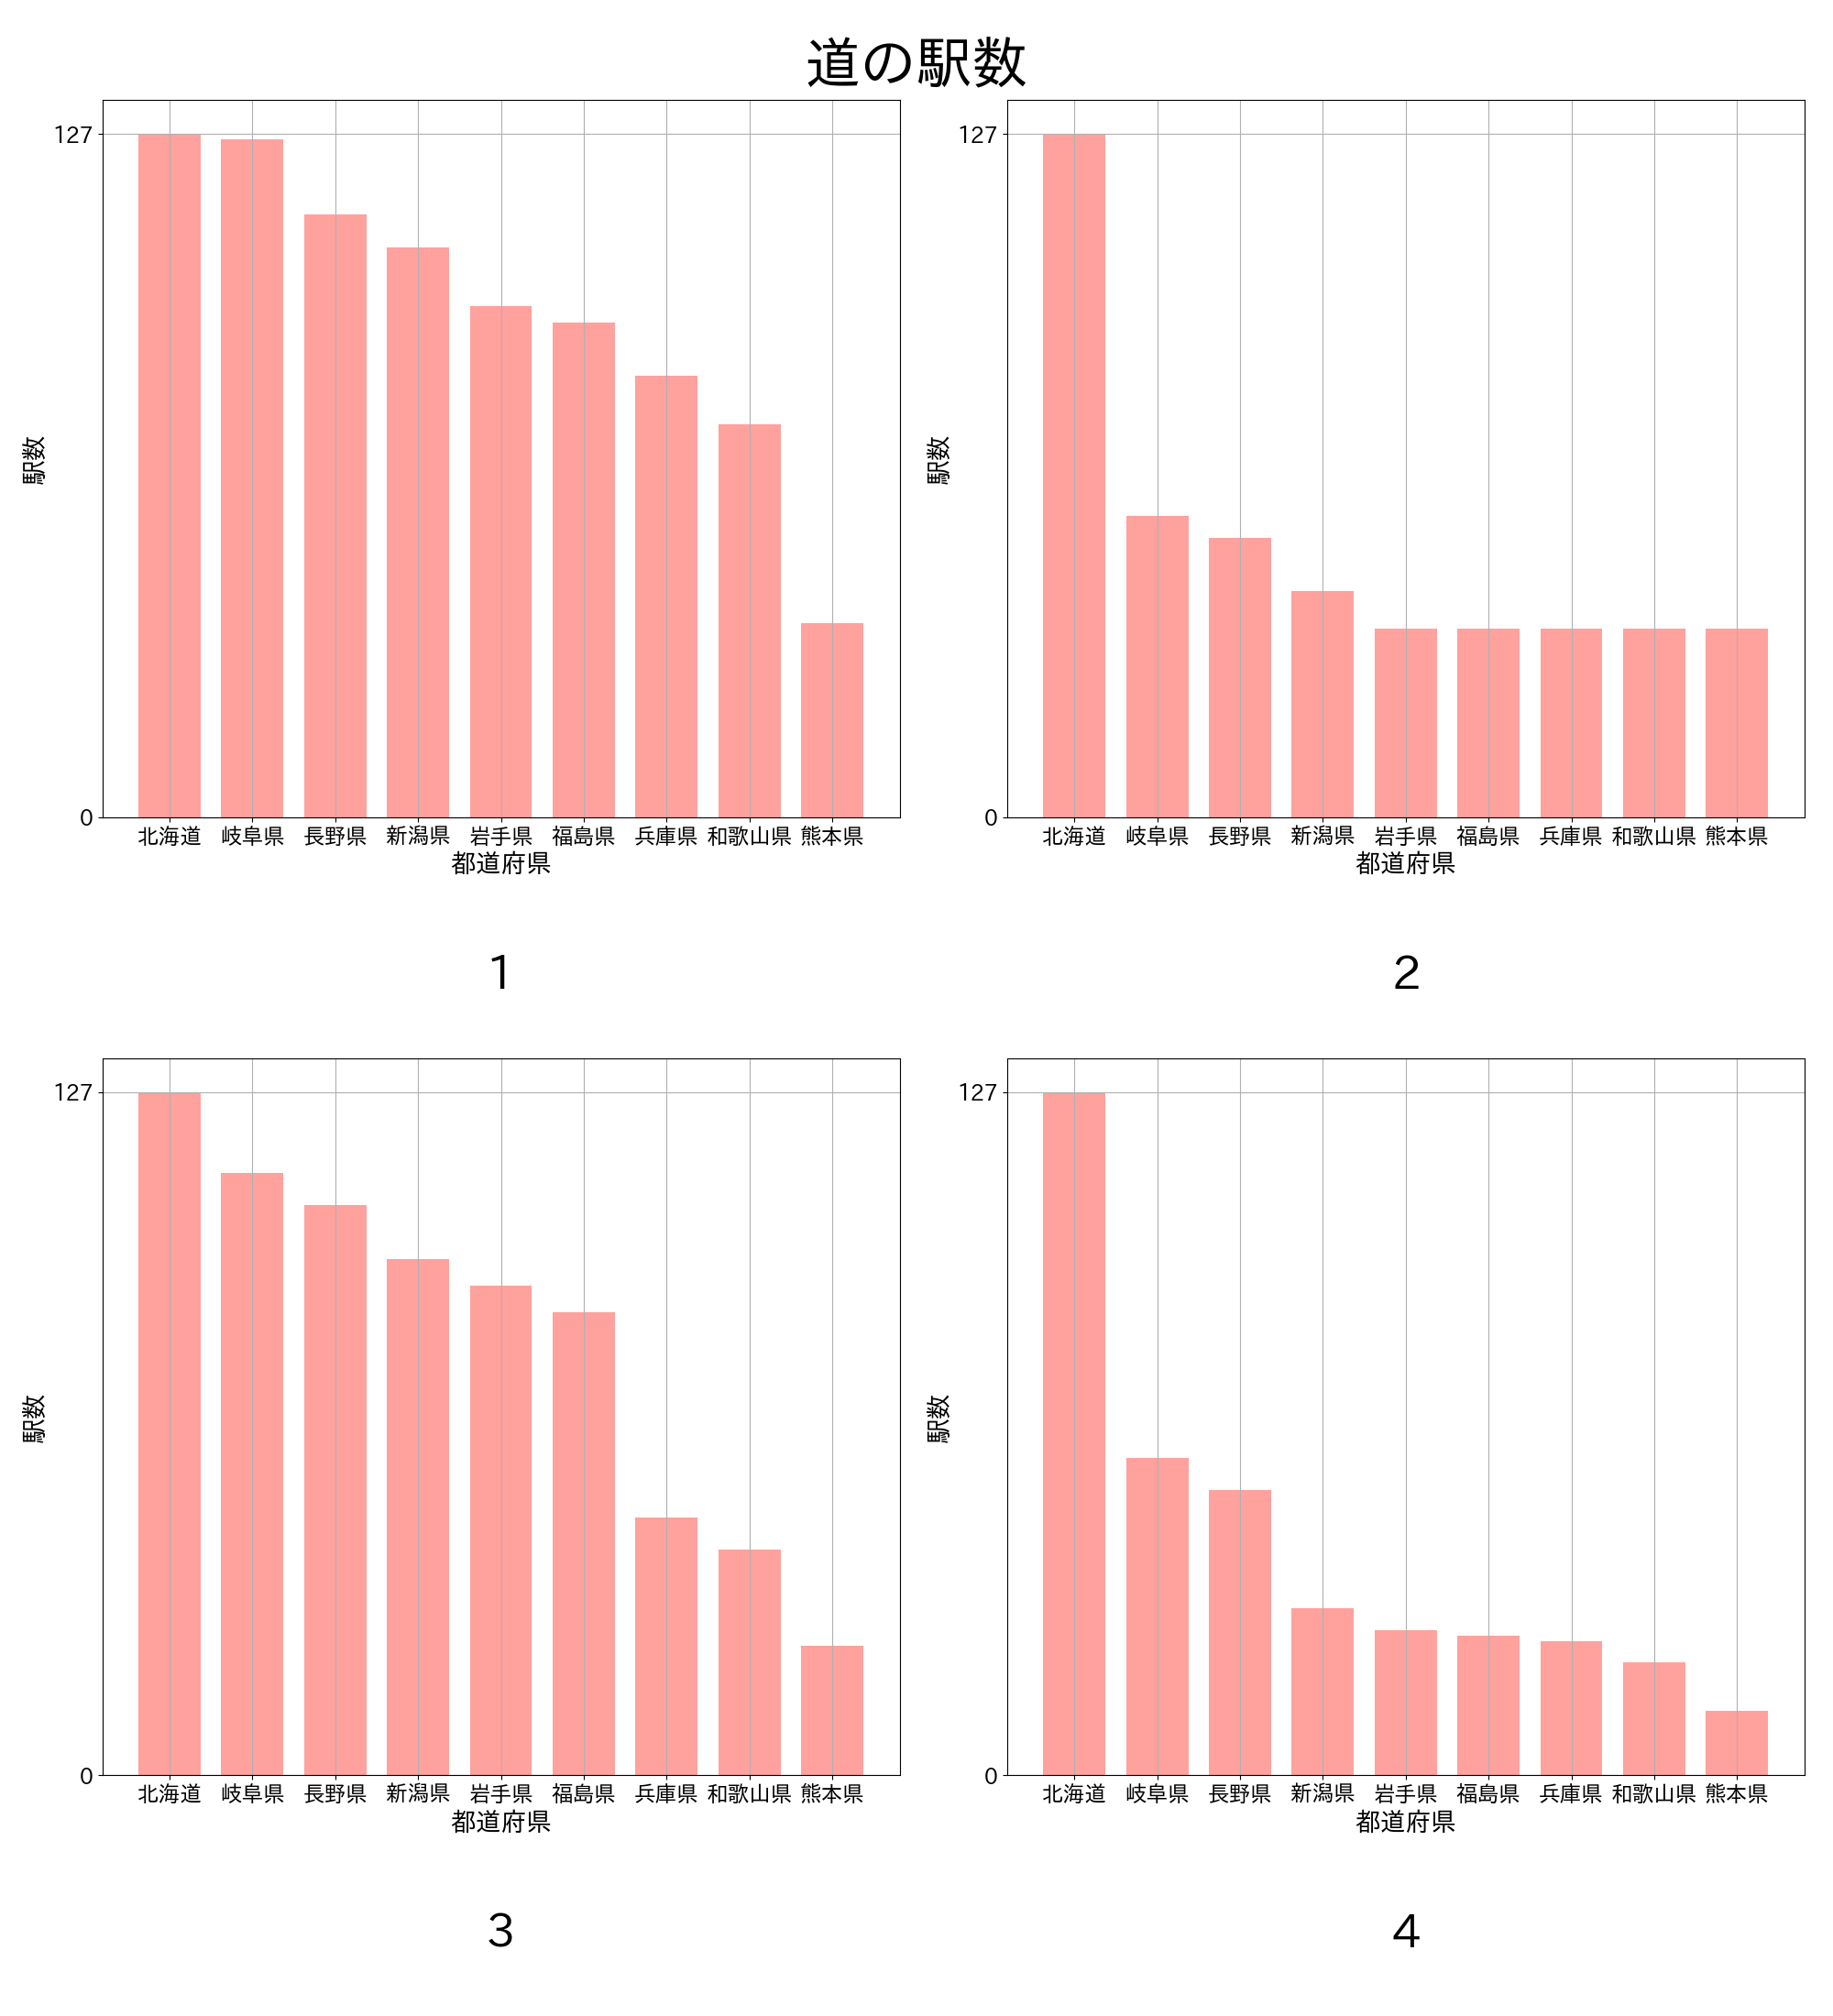 道の駅数
127
0
駅数
北海道 岐阜県 長野県 新潟県 岩手県 福島県 兵庫県 和歌山県 熊本県
都道府県
1
127
0
駅数
北海道 岐阜県 長野県 新潟県 岩手県 福島県 兵庫県 和歌山県 熊本県
都道府県
2
127
0
駅数
北海道 岐阜県 長野県 新潟県 岩手県 福島県 兵庫県 和歌山県 熊本県
都道府県
3
127
0
駅数
北海道 岐阜県 長野県 新潟県 岩手県 福島県 兵庫県 和歌山県 熊本県
都道府県
4